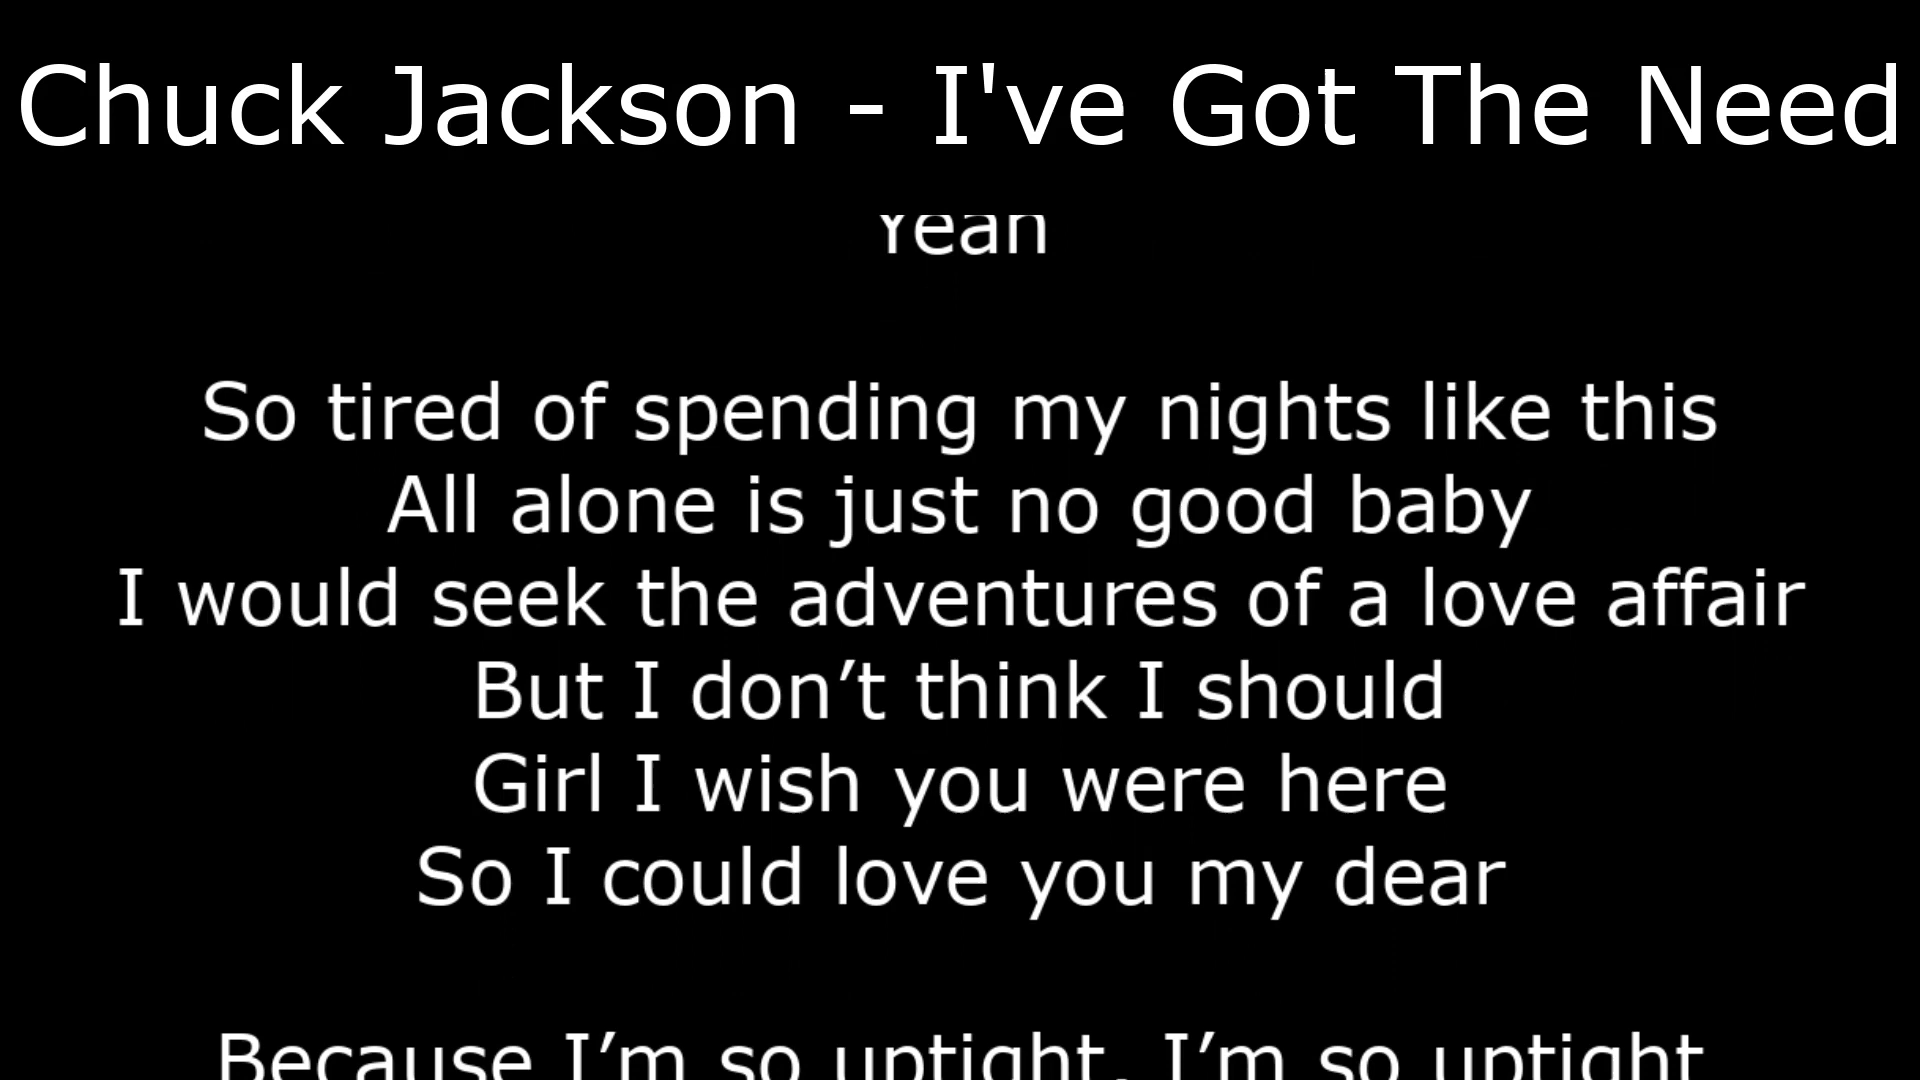 Chuck Jackson - I've Got The Need
Yeah
So tired of spending my nights like this
All alone is just no good baby
I would seek the adventures of a love affair
But I don’t think I should
Girl I wish you were here
So I could love you my dear
Because I’m so uptight, I’m so uptight